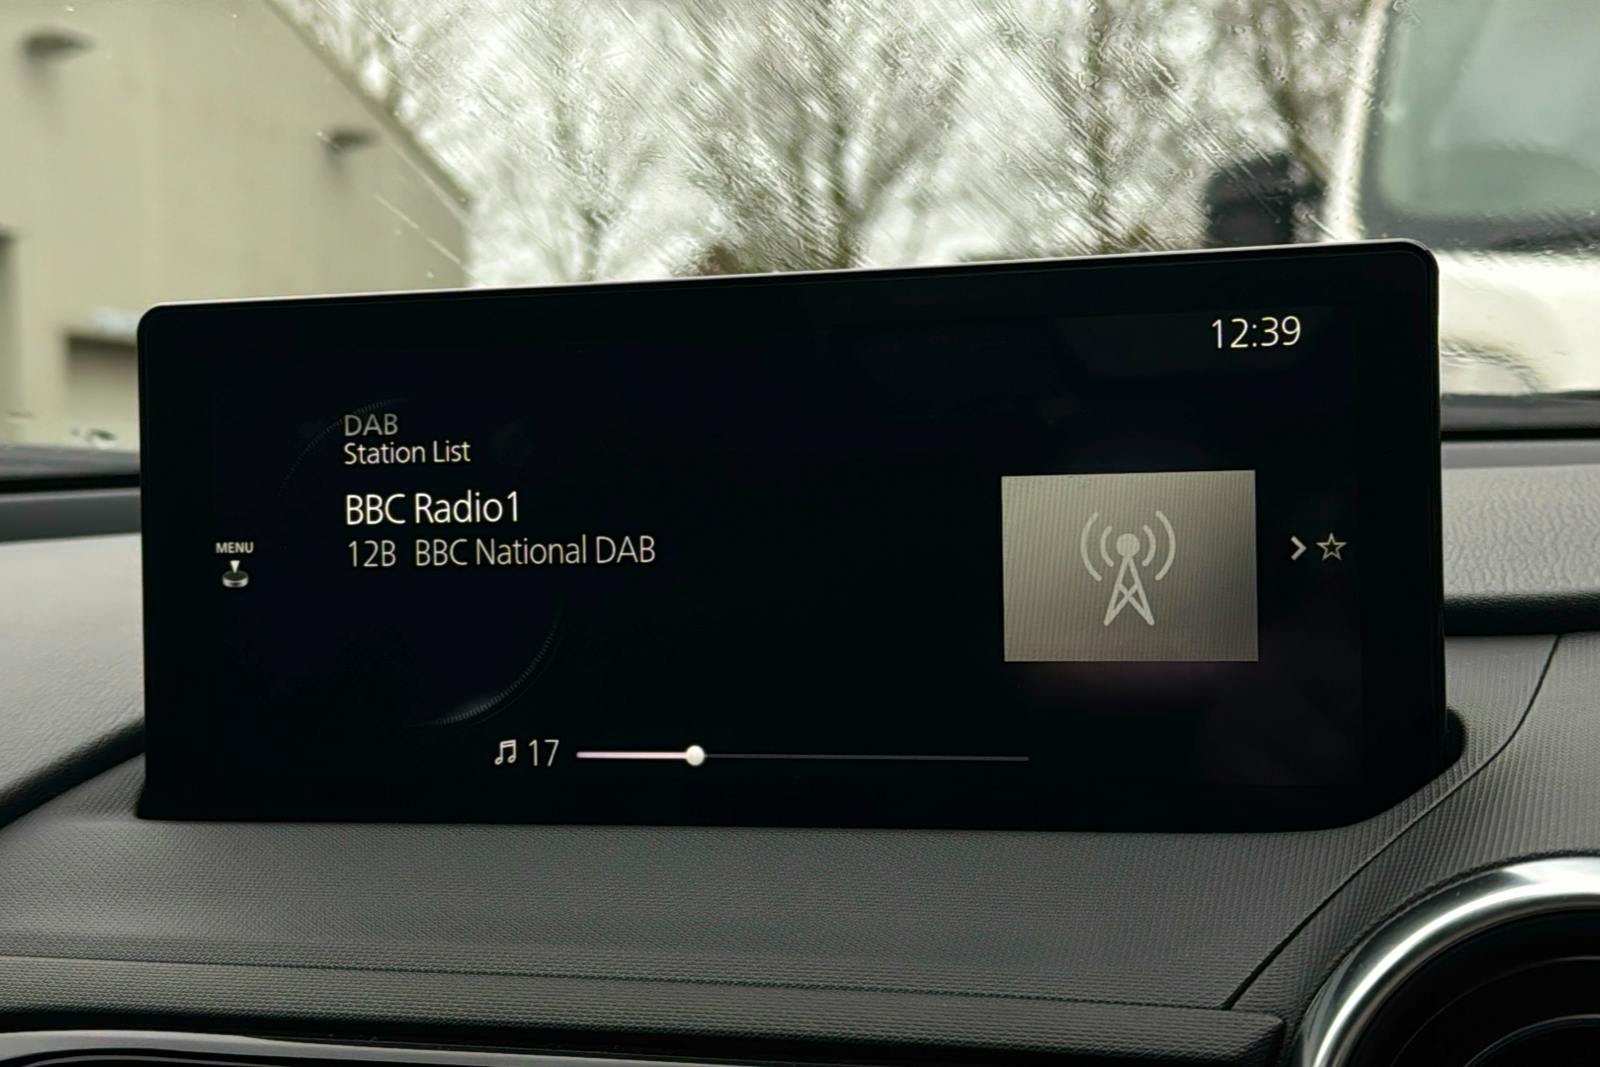 12:39
DAB
Station List
BBC Radio1
12B BBC National DAB
MENU
17